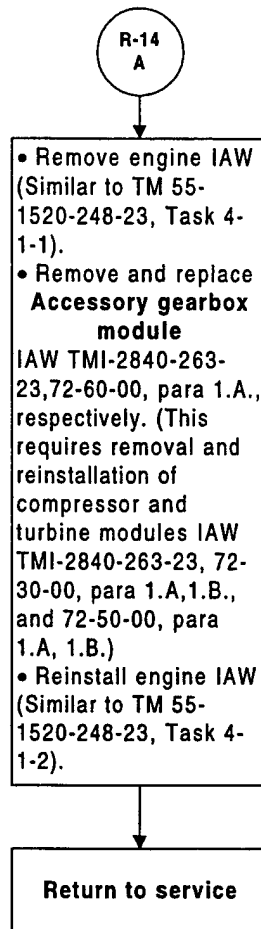 R-14
A
• Remove engine IAW
(Similar to TM 55-
1520-248-23, Task 4-
1-1).
• Remove and replace
Accessory gearbox
module
IAW TMI-2840-263-
23,72-60-00, para 1.A.,
respectively. (This
requires removal and
reinstallation of
compressor and
turbine modules IAW
TMI-2840-263-23, 72-
30-00, para 1.A,1.B.,
and 72-50-00, para
1.A, 1.B.)
• Reinstall engine IAW
(Similar to TM 55-
1520-248-23, Task 4-
1-2).
Return to service